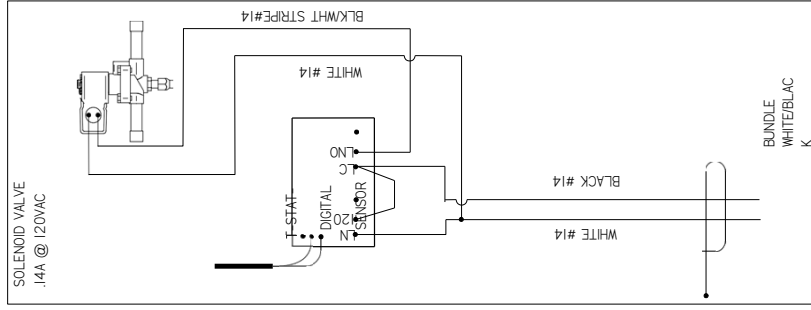 SOLENOID VALVE
.14A @ 120VAC
BLK/WHT STRIPE#14
WHITE #14
T-STAT-
DIGITAL
SENSOR
LNO
LC
120
LN
BLACK #14
WHITE #14
BUNDLE
WHITE/BLAC
K